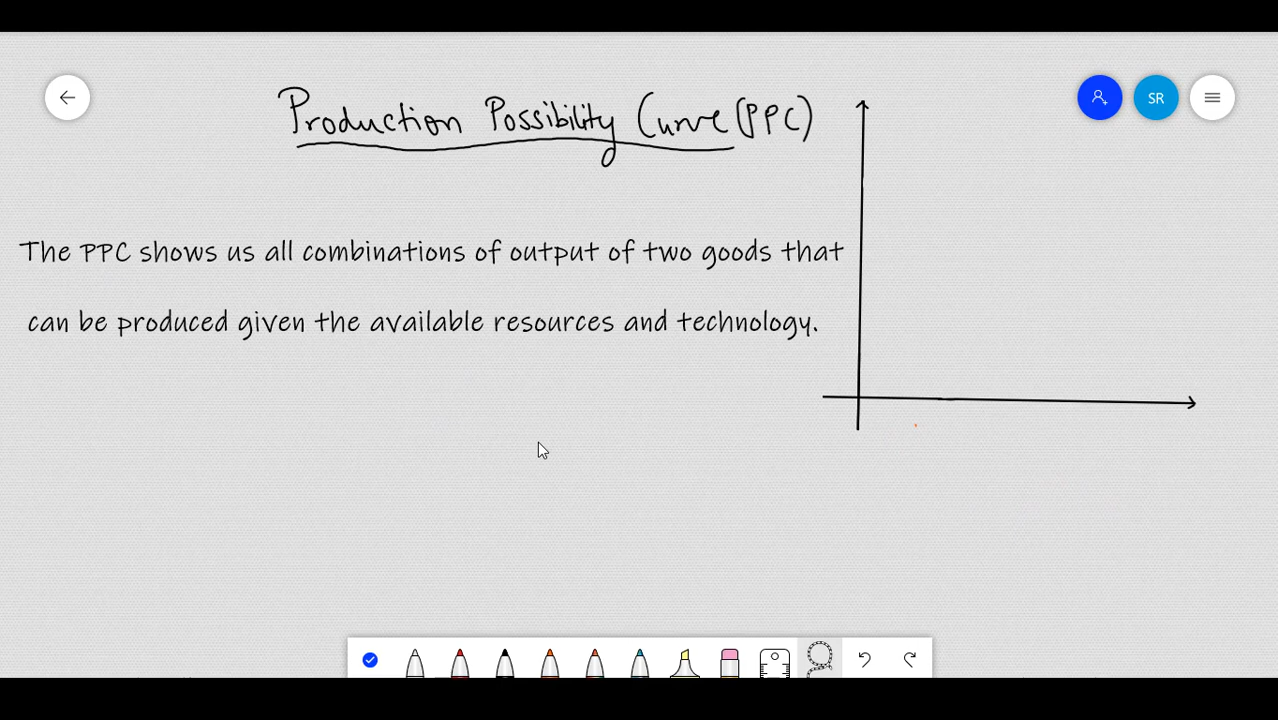 Production Possibility Curve (PPC)
SR
The PPC shows us all combinations of output of two goods that
can be produced given the available resources and technology.